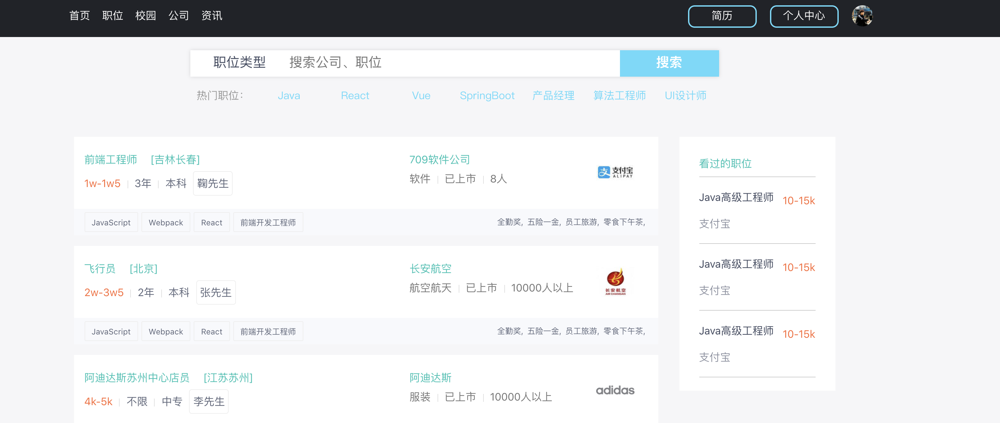 首页 职位 校园 公司 资讯 简历 个人中心
职位类型 搜索公司、职位 搜索
热门职位： Java React Vue SpringBoot 产品经理 算法工程师 UI设计师
前端工程师 [吉林长春]
1w-1w5 | 3年 | 本科 鞠先生
709软件公司
软件 | 已上市 | 8人
支付宝
ALIPAY
JavaScript Webpack React 前端开发工程师
全勤奖, 五险一金, 员工旅游, 零食下午茶,
飞行员 [北京]
2w-3w5 | 2年 | 本科 张先生
长安航空
航空航天 | 已上市 | 10000人以上
长安航空
AIR CHANGAN
JavaScript Webpack React 前端开发工程师
全勤奖, 五险一金, 员工旅游, 零食下午茶,
阿迪达斯苏州中心店员 [江苏苏州]
4k-5k | 不限 | 中专 李先生
阿迪达斯
服装 | 已上市 | 10000人以上
adidas
看过的职位
Java高级工程师 10-15k
支付宝
Java高级工程师 10-15k
支付宝
Java高级工程师 10-15k
支付宝